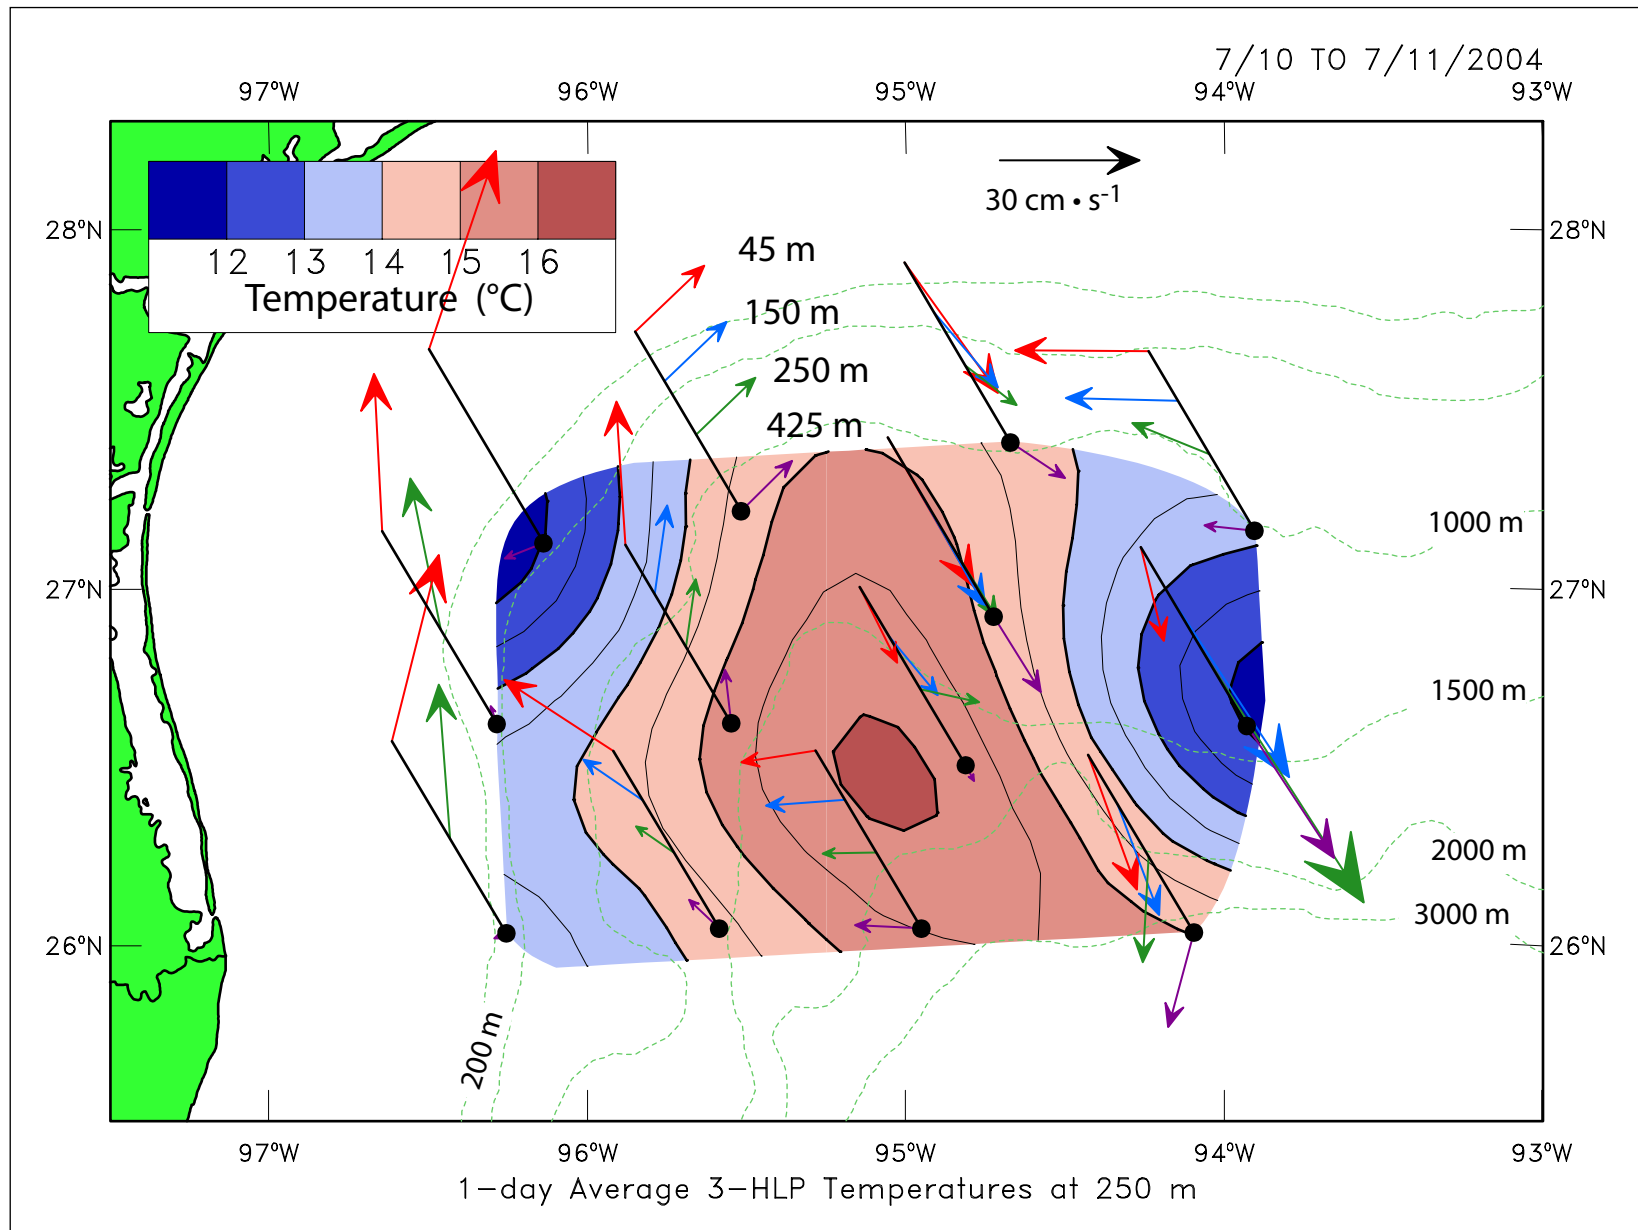 7/10 TO 7/11/2004
97°W 96°W 95°W 94°W 93°W
30 cm • s-1
28°N 28°N
12 13 14 15 16
Temperature (°C)
45 m
150 m
250 m
425 m
1000 m
27°N 27°N
1500 m
2000 m
3000 m
26°N 26°N
200 m
97°W 96°W 95°W 94°W 93°W
1-day Average 3-HLP Temperatures at 250 m